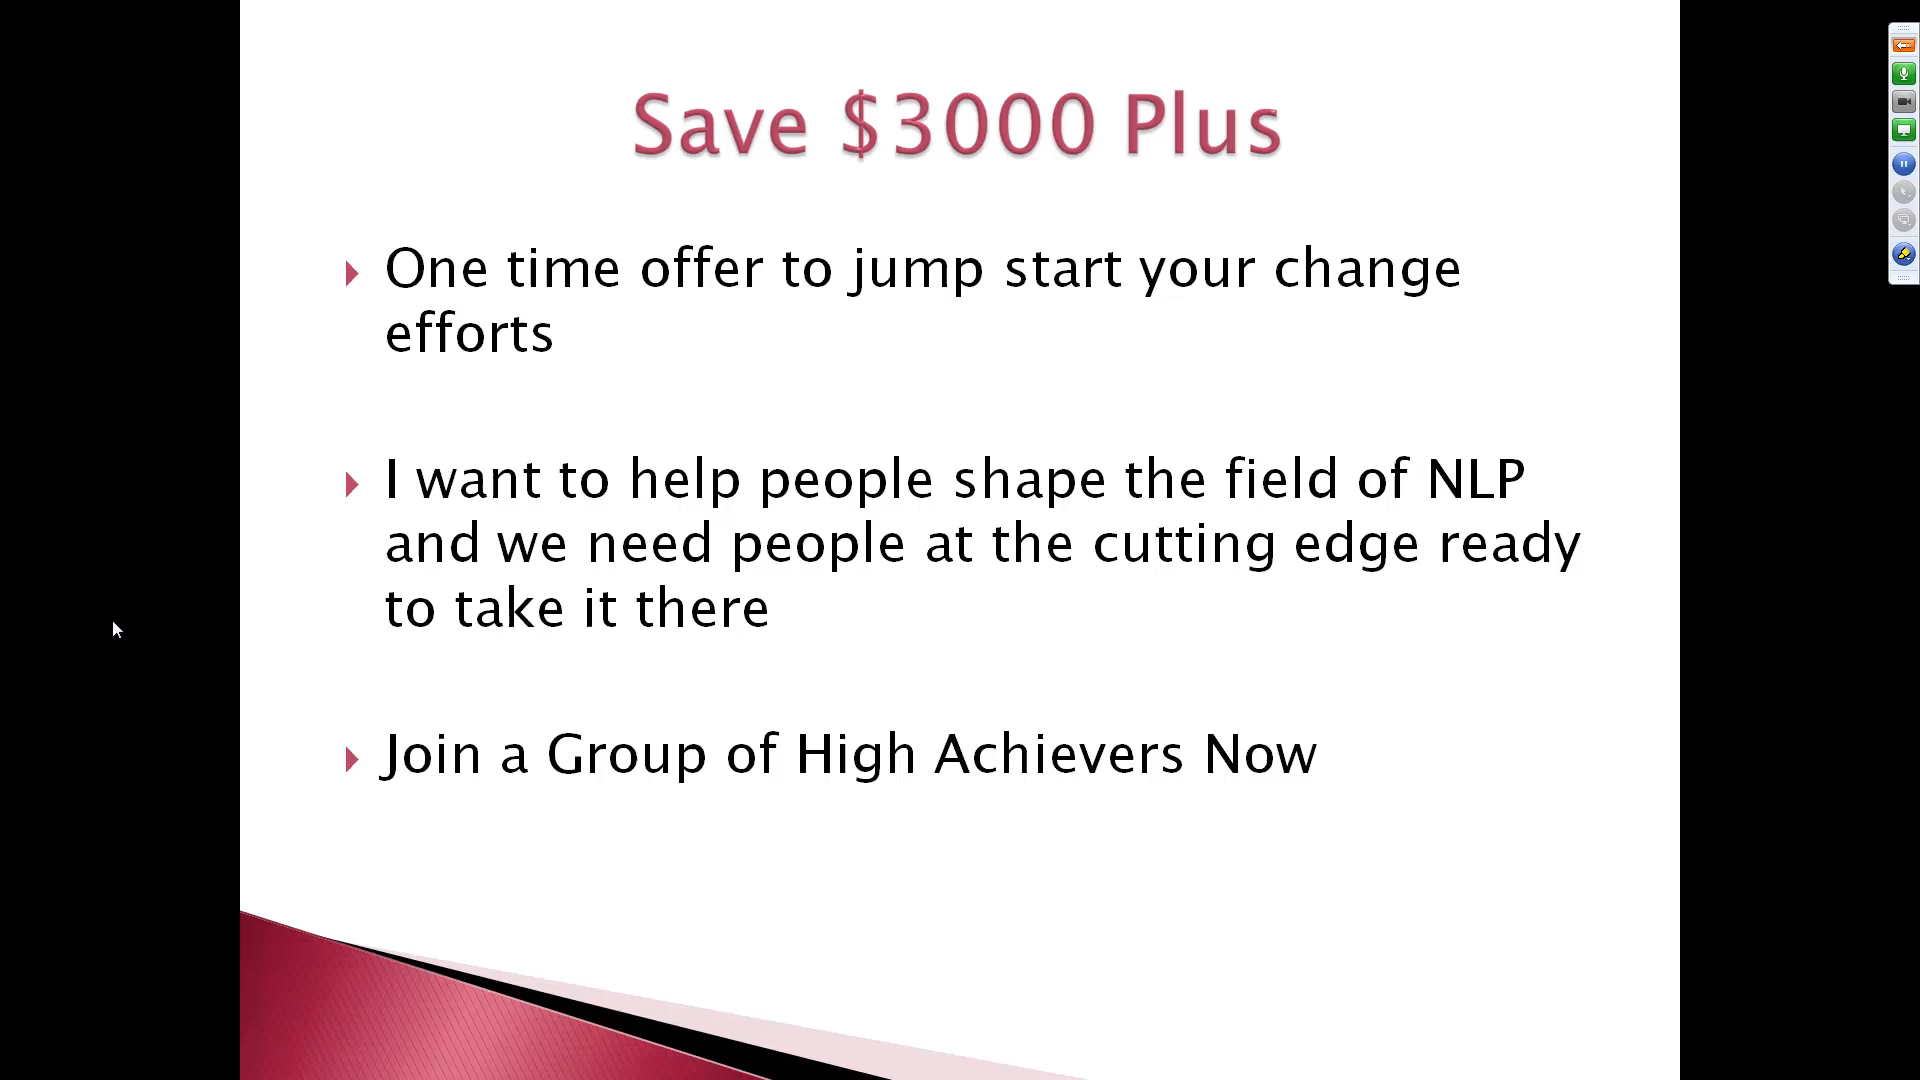 Save $3000 Plus
One time offer to jump start your change
efforts
I want to help people shape the field of NLP
and we need people at the cutting edge ready
to take it there
Join a Group of High Achievers Now